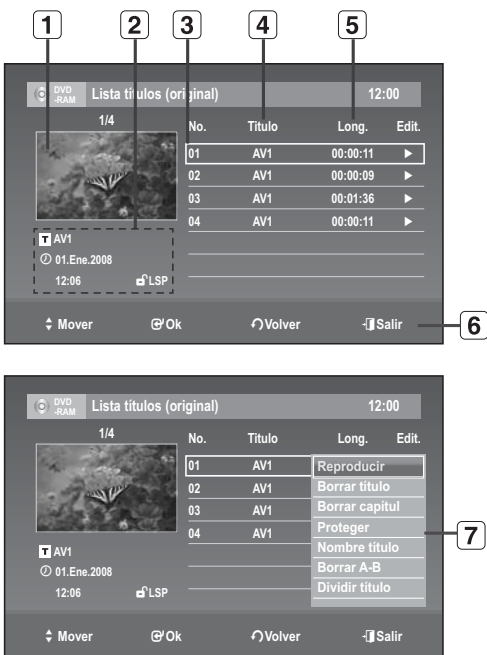 1 2 3 4 5
DVD -RAM Lista títulos (original) 12:00
1/4 No. Título Long. Edit.
01 AV1 00:00:11 ►
02 AV1 00:00:09 ►
03 AV1 00:01:36 ►
04 AV1 00:00:11 ►
T AV1
01.Ene.2008
12:06 LSP
Mover Ok Volver Salir 6
DVD -RAM Lista títulos (original) 12:00
1/4 No. Título Long. Edit.
01 AV1 Reproducir
02 AV1 Borrar título
03 AV1 Borrar capitul
04 AV1 Proteger
Nombre título
Borrar A-B
Dividir título
7
T AV1
01.Ene.2008
12:06 LSP
Mover Ok Volver Salir